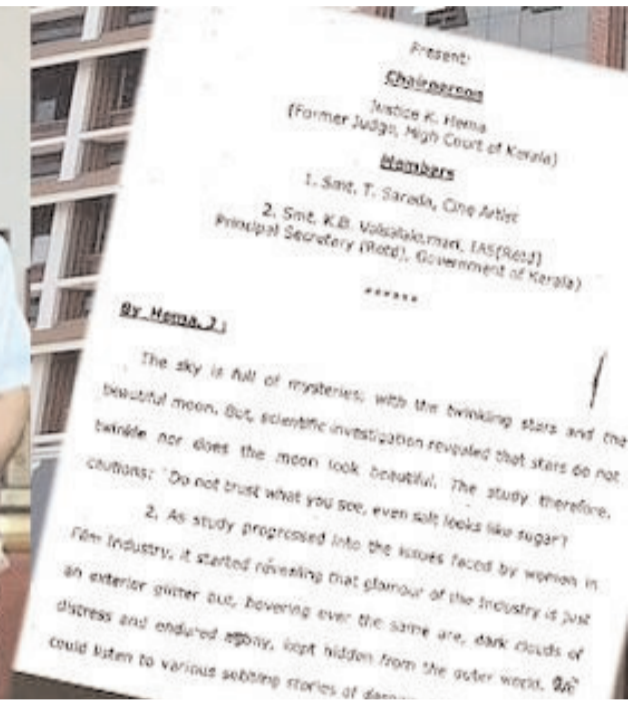 Present:
Chairperson
Justice K. Hema
(Former Judge, High Court of Kerala)
Members
1. Smt. T. Sarada, Cine Artist
2. Smt. K.B. Valsalakumari, IAS(Retd)
Principal Secretary (Retd), Government of Kerala)
******
By Hema, J :
The sky is full of mysteries; with the twinkling stars and the
beautiful moon. But, scientific investigation revealed that stars do not
twinkle nor does the moon look beautiful. The study therefore,
cautions: 'Do not trust what you see, even salt looks like sugar'!
2. As study progressed into the issues faced by women in
Film Industry, it started revealing that glamour of the Industry is just
an exterior glitter but, hovering over the same are, dark clouds of
distress and endured agony, kept hidden from the outer world.
could listen to various sobbing stories of